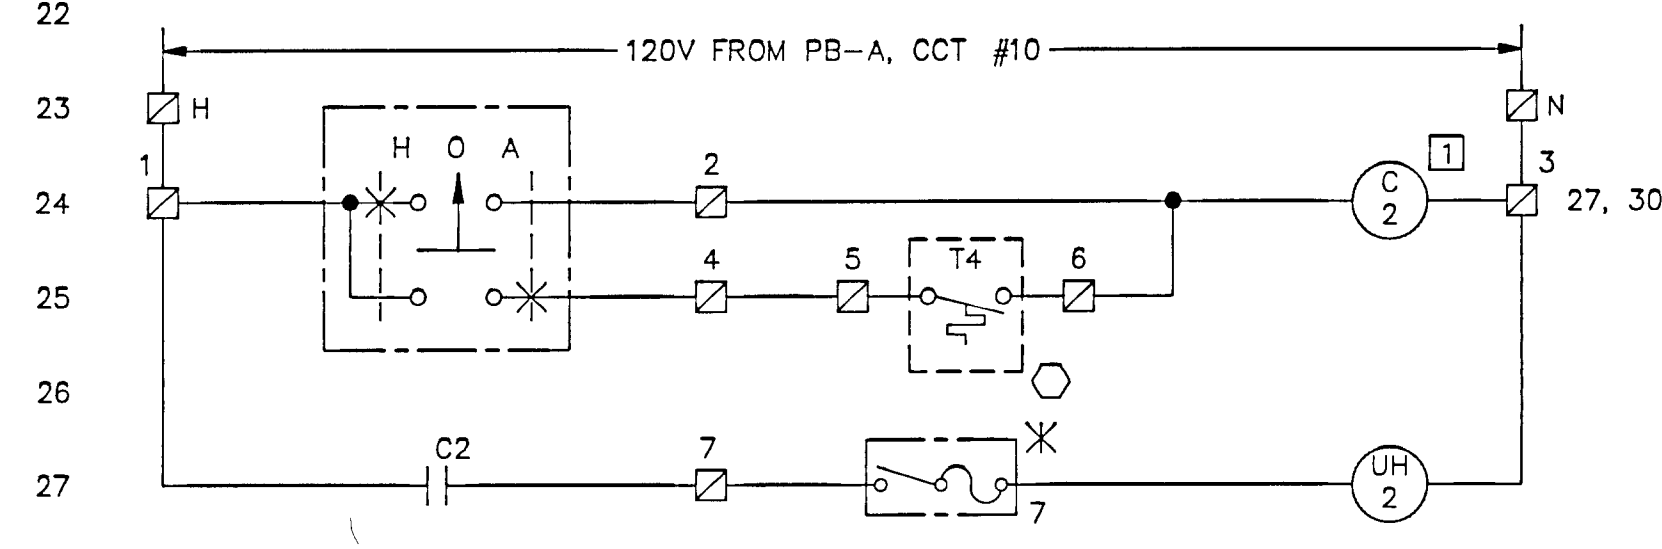 22
120V FROM PB-A, CCT #10
23 H N
H O A
1 2 1 3
24 C 2 27, 30
4 5 T4 6
25
26
C2 7
27 UH 2
7